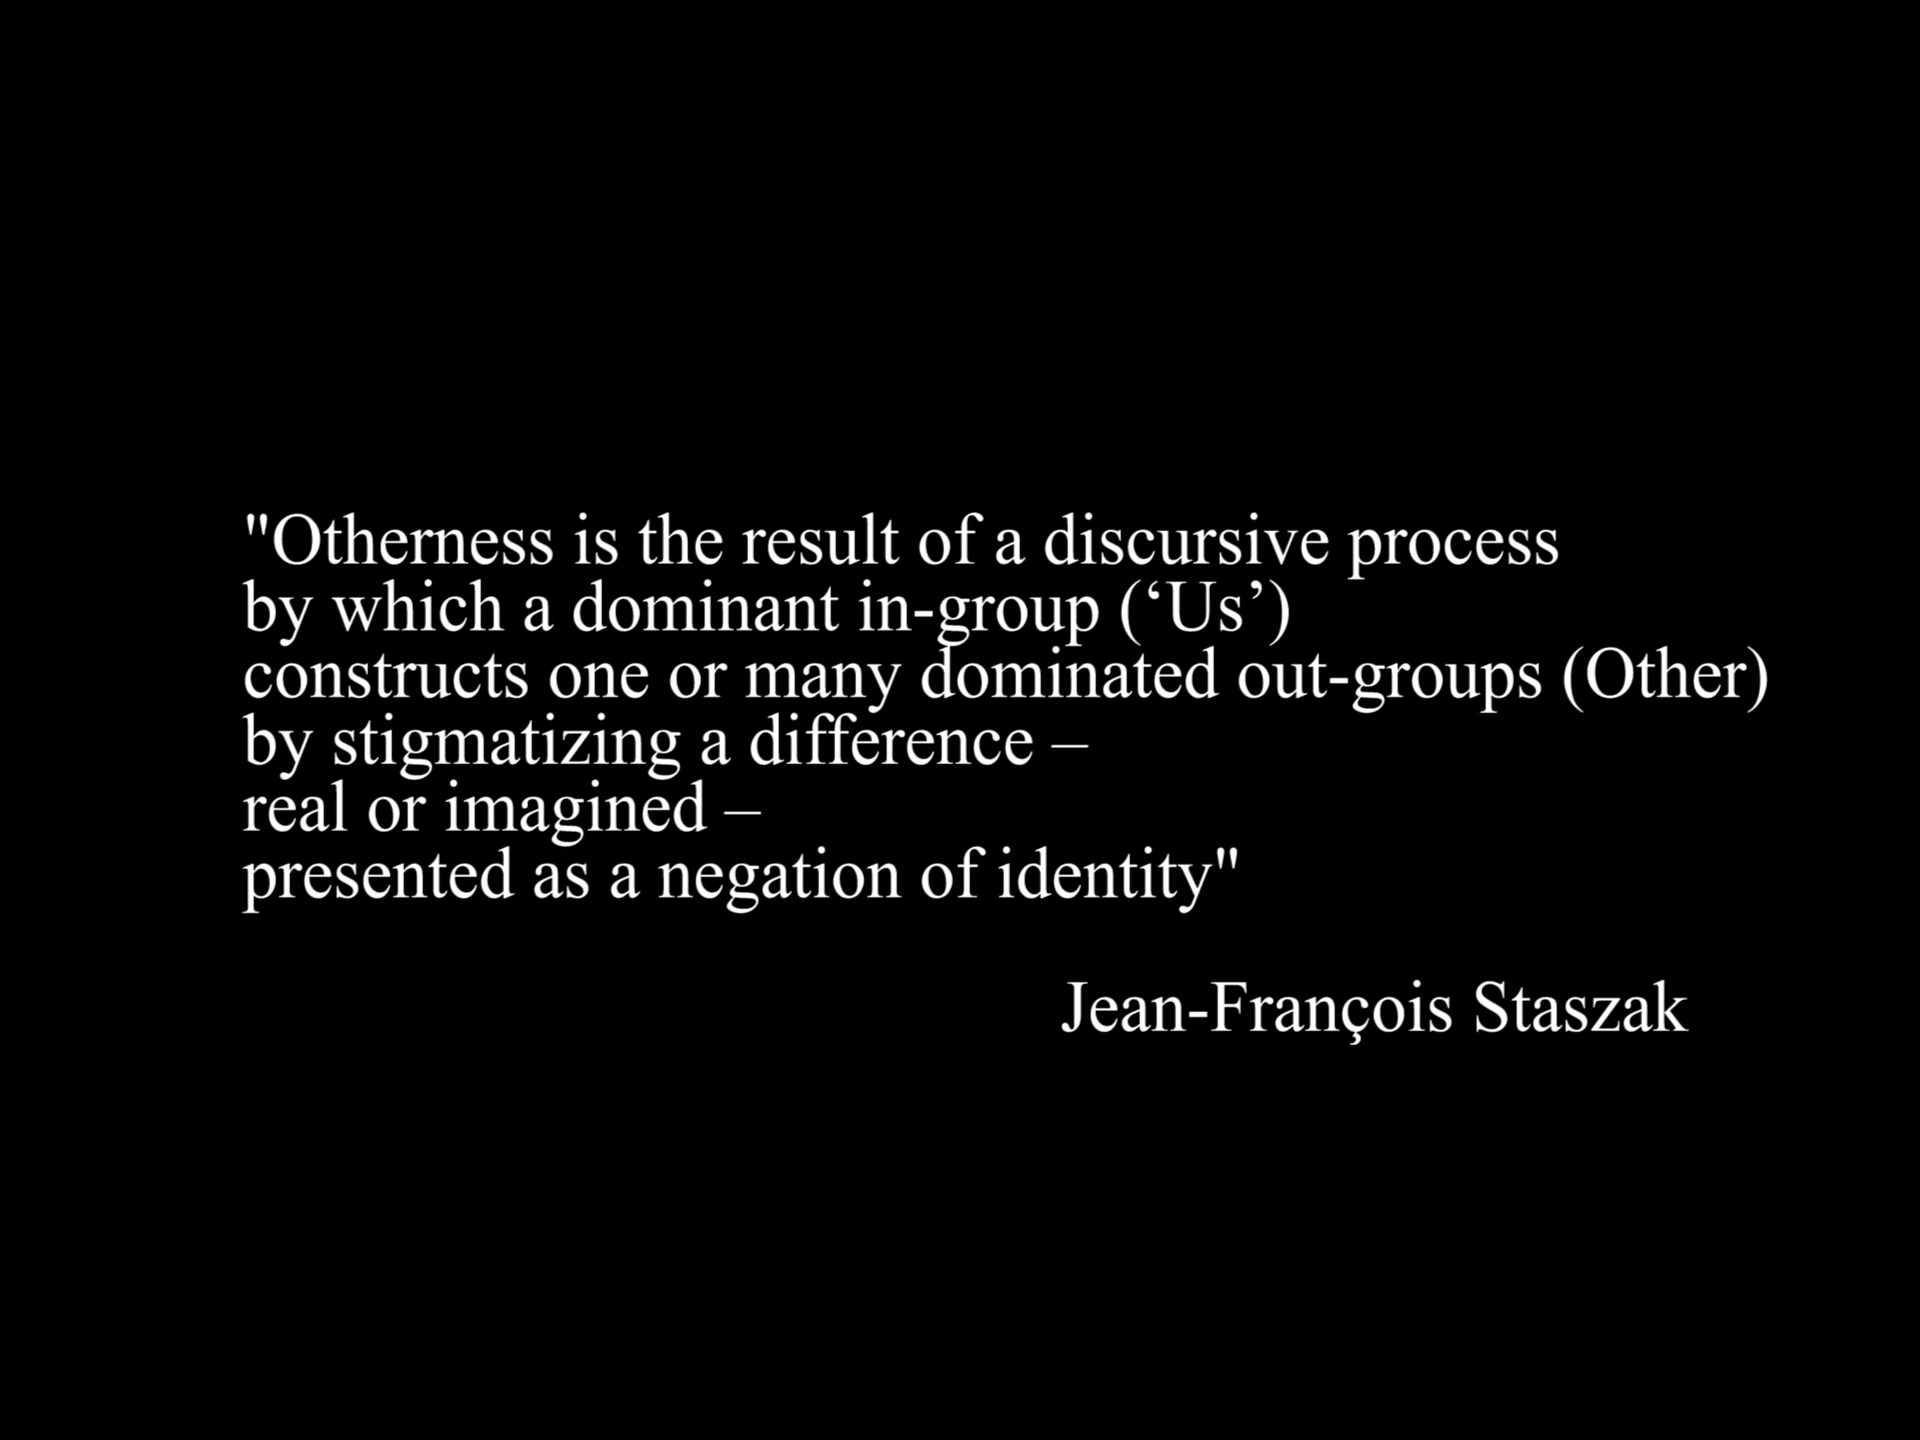 "Otherness is the result of a discursive process
by which a dominant in-group (‘Us’)
constructs one or many dominated out-groups (Other)
by stigmatizing a difference –
real or imagined –
presented as a negation of identity"
Jean-François Staszak